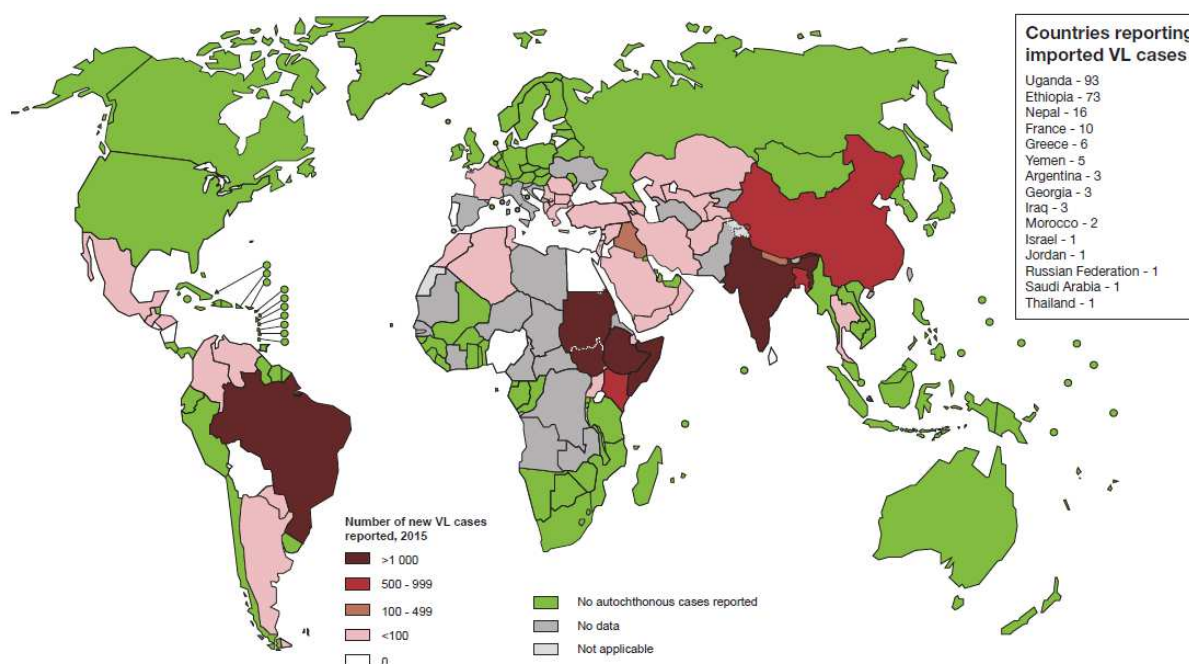 Countries reporting
imported VL cases
Uganda - 93
Ethiopia - 73
Nepal - 16
France - 10
Greece - 6
Yemen - 5
Argentina - 3
Georgia - 3
Iraq - 3
Morocco - 2
Israel - 1
Jordan - 1
Russian Federation - 1
Saudi Arabia - 1
Thailand - 1
Number of new VL cases
reported, 2015
>1 000
500 - 999
100 - 499
<100
0
No autochthonous cases reported
No data
Not applicable